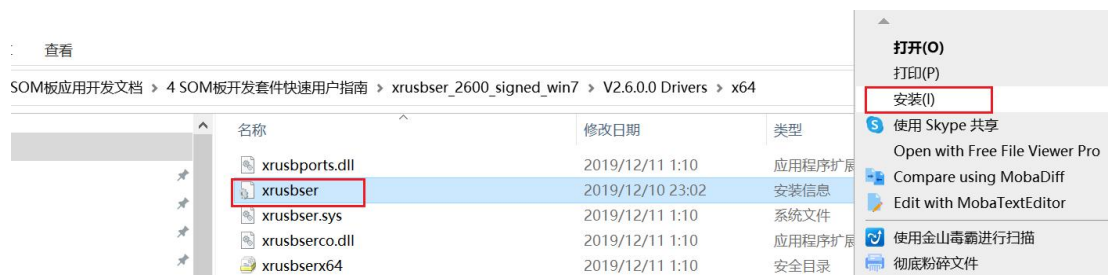 查看
SOM板应用开发文档 > 4 SOM板开发套件快速用户指南 > xrusbser_2600_signed_win7 > V2.6.0.0 Drivers > x64
名称 修改日期 类型
xrusbports.dll 2019/12/11 1:10 应用程序扩展
xrusbser 2019/12/10 23:02 安装信息
xrusbser.sys 2019/12/11 1:10 系统文件
xrusbserco.dll 2019/12/11 1:10 应用程序扩展
xrusbserx64 2019/12/11 1:10 安全目录
打开(O)
打印(P)
安装(I)
使用 Skype 共享
Open with Free File Viewer Pro
Compare using MobaDiff
Edit with MobaTextEditor
使用金山毒霸进行扫描
彻底粉碎文件